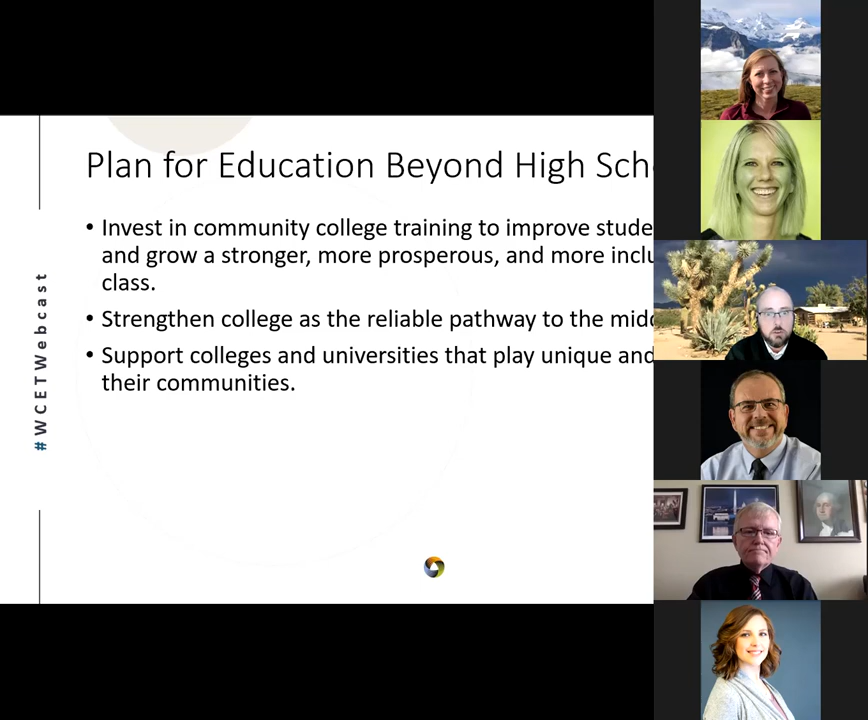 Plan for Education Beyond High Sch
• Invest in community college training to improve stude
and grow a stronger, more prosperous, and more inclu
class.
• Strengthen college as the reliable pathway to the mid
• Support colleges and universities that play unique and
their communities.
#WCETWebcast